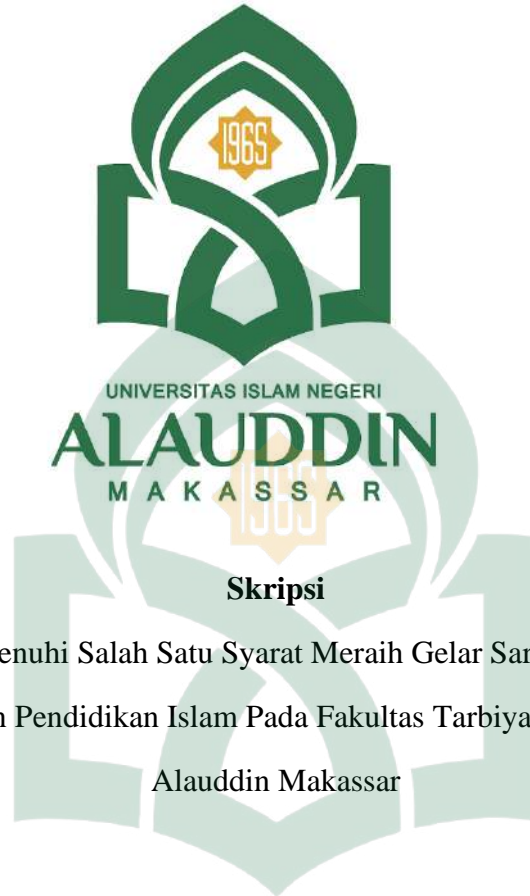 1965
UNIVERSITAS ISLAM NEGERI
ALAUDDIN
MAKASSAR
1965
Skripsi
enuhi Salah Satu Syarat Meraih Gelar Sar
Pendidikan Islam Pada Fakultas Tarbiya
Alauddin Makassar